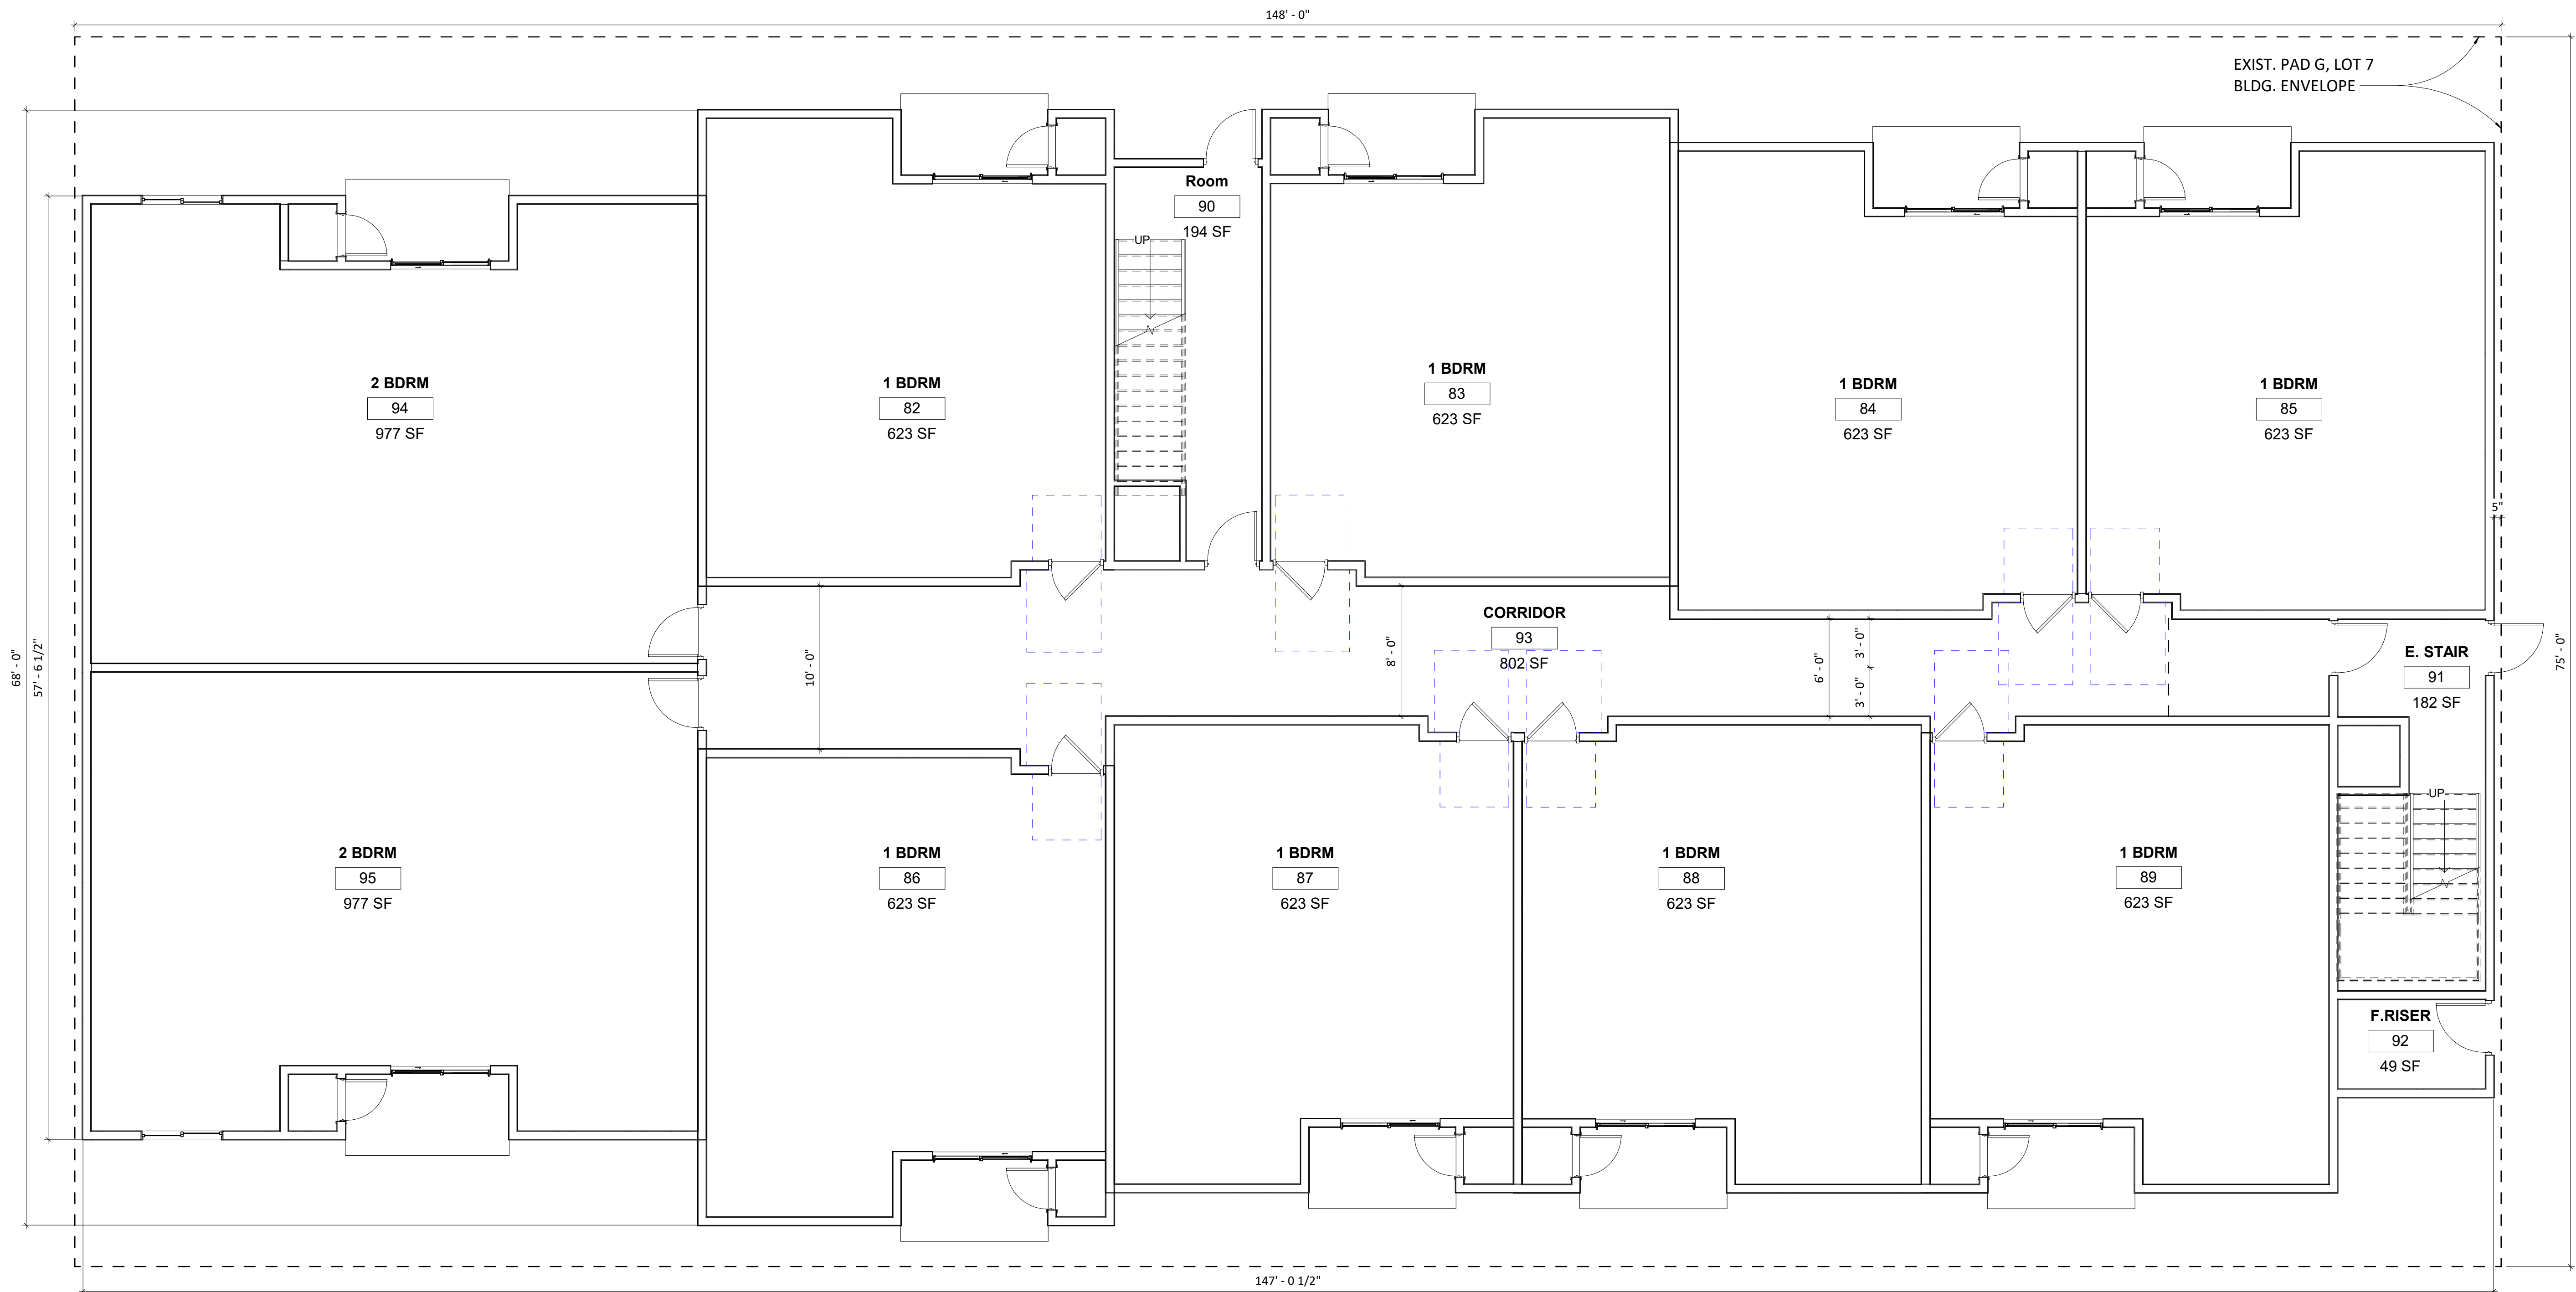 148' - 0"
EXIST. PAD G, LOT 7
BLDG. ENVELOPE
Room
90
194 SF
UP
2 BDRM
94
977 SF
1 BDRM
82
623 SF
1 BDRM
83
623 SF
1 BDRM
84
623 SF
1 BDRM
85
623 SF
5"
68' - 0"
57' - 6 1/2"
10' - 0"
8' - 0"
CORRIDOR
93
802 SF
6' - 0"
3' - 0"
3' - 0"
E. STAIR
91
182 SF
75' - 0"
UP
2 BDRM
95
977 SF
1 BDRM
86
623 SF
1 BDRM
87
623 SF
1 BDRM
88
623 SF
1 BDRM
89
623 SF
F.RISER
92
49 SF
147' - 0 1/2"